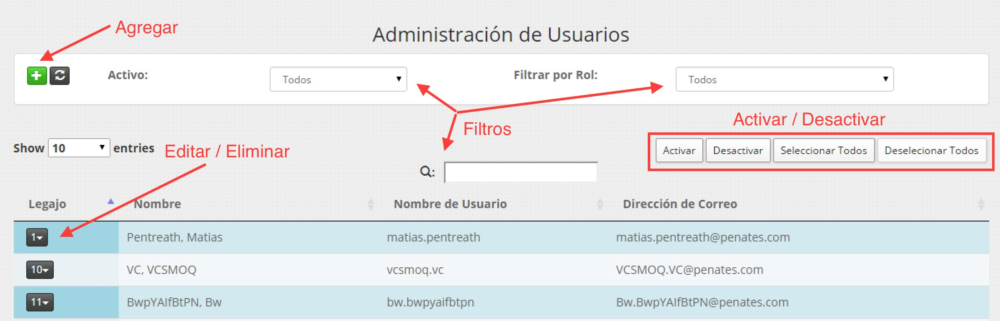 Agregar
Administración de Usuarios
Activo:
Todos
Filtrar por Rol:
Todos
Filtros
Activar / Desactivar
Show 10 entries
Editar / Eliminar
Activar
Desactivar
Seleccionar Todos
Deselecionar Todos
:
Legajo Nombre Nombre de Usuario Dirección de Correo
1 Pentreath, Matias matias.pentreath matias.pentreath@penates.com
10 VC, VCSMOQ vcsmoq.vc VCSMOQ.VC@penates.com
11 BwpYAIfBtPN, Bw bw.bwpyaifbtpn Bw.BwpYAIfBtPN@penates.com